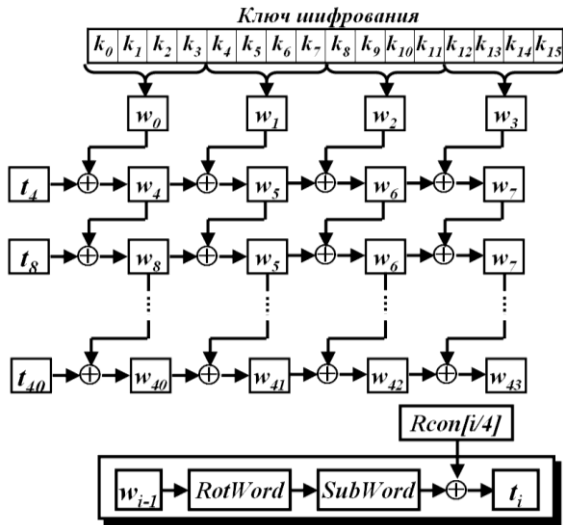 Ключ шифрования
k0 k1 k2 k3 k4 k5 k6 k7 k8 k9 k10 k11 k12 k13 k14 k15
w0 w1 w2 w3
t4 w4 w5 w6 w7
t8 w8 w5 w6 w7
t40 w40 w41 w42 w43
Rcon[i/4]
wi-1 RotWord SubWord ti